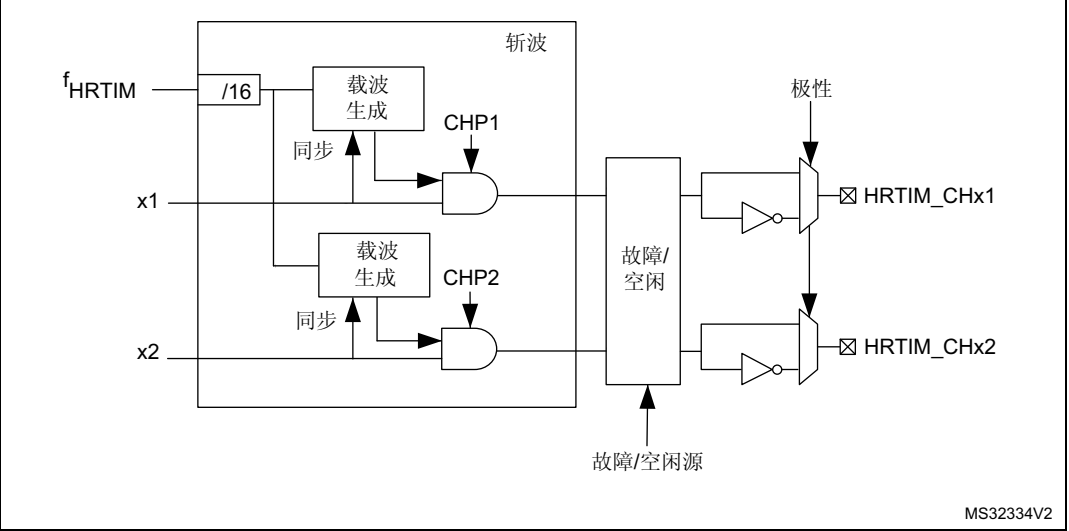 斩波
fHRTIM
/16
载波
生成
极性
CHP1
同步
x1
HRTIM_CHx1
载波
生成
故障/
空闲
CHP2
同步
x2
HRTIM_CHx2
故障/空闲源
MS32334V2